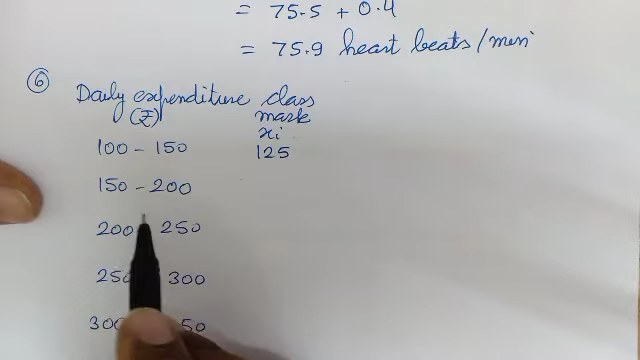 = 75.5 + 0.4
= 75.9 heart beats/min
6
Daily expenditure class
(₹) mark
xi
100 - 150 125
150 - 200
200 250
250 300
300 50